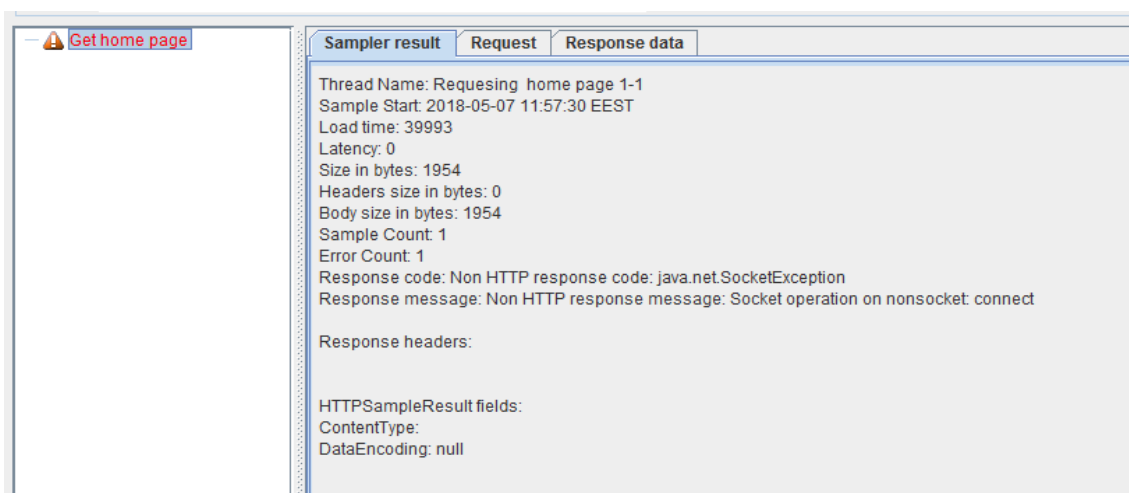 Get home page
Sampler result Request Response data
Thread Name: Requesing home page 1-1
Sample Start: 2018-05-07 11:57:30 EEST
Load time: 39993
Latency: 0
Size in bytes: 1954
Headers size in bytes: 0
Body size in bytes: 1954
Sample Count: 1
Error Count: 1
Response code: Non HTTP response code: java.net.SocketException
Response message: Non HTTP response message: Socket operation on nonsocket: connect
Response headers:
HTTPSampleResult fields:
ContentType:
DataEncoding: null